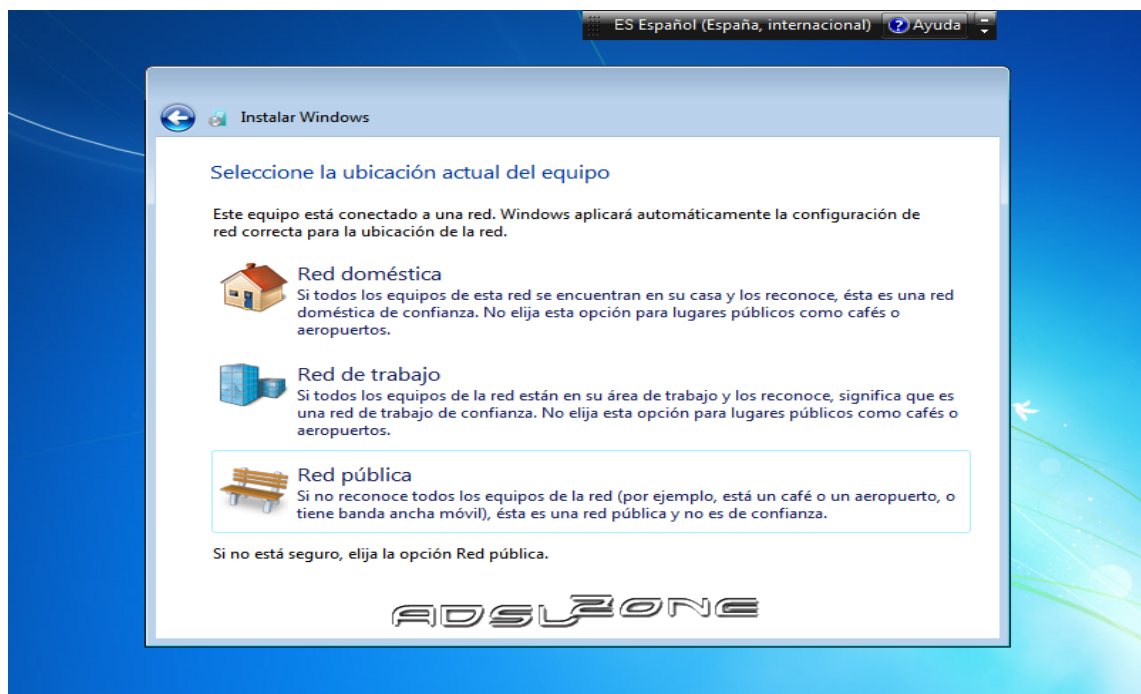 ES Español (España, internacional) Ayuda
Instalar Windows
Seleccione la ubicación actual del equipo
Este equipo está conectado a una red. Windows aplicará automáticamente la configuración de
red correcta para la ubicación de la red.
Red doméstica
Si todos los equipos de esta red se encuentran en su casa y los reconoce, ésta es una red
doméstica de confianza. No elija esta opción para lugares públicos como cafés o
aeropuertos.
Red de trabajo
Si todos los equipos de la red están en su área de trabajo y los reconoce, significa que es
una red de trabajo de confianza. No elija esta opción para lugares públicos como cafés o
aeropuertos.
Red pública
Si no reconoce todos los equipos de la red (por ejemplo, está un café o un aeropuerto, o
tiene banda ancha móvil), ésta es una red pública y no es de confianza.
Si no está seguro, elija la opción Red pública.
ADSLZONE